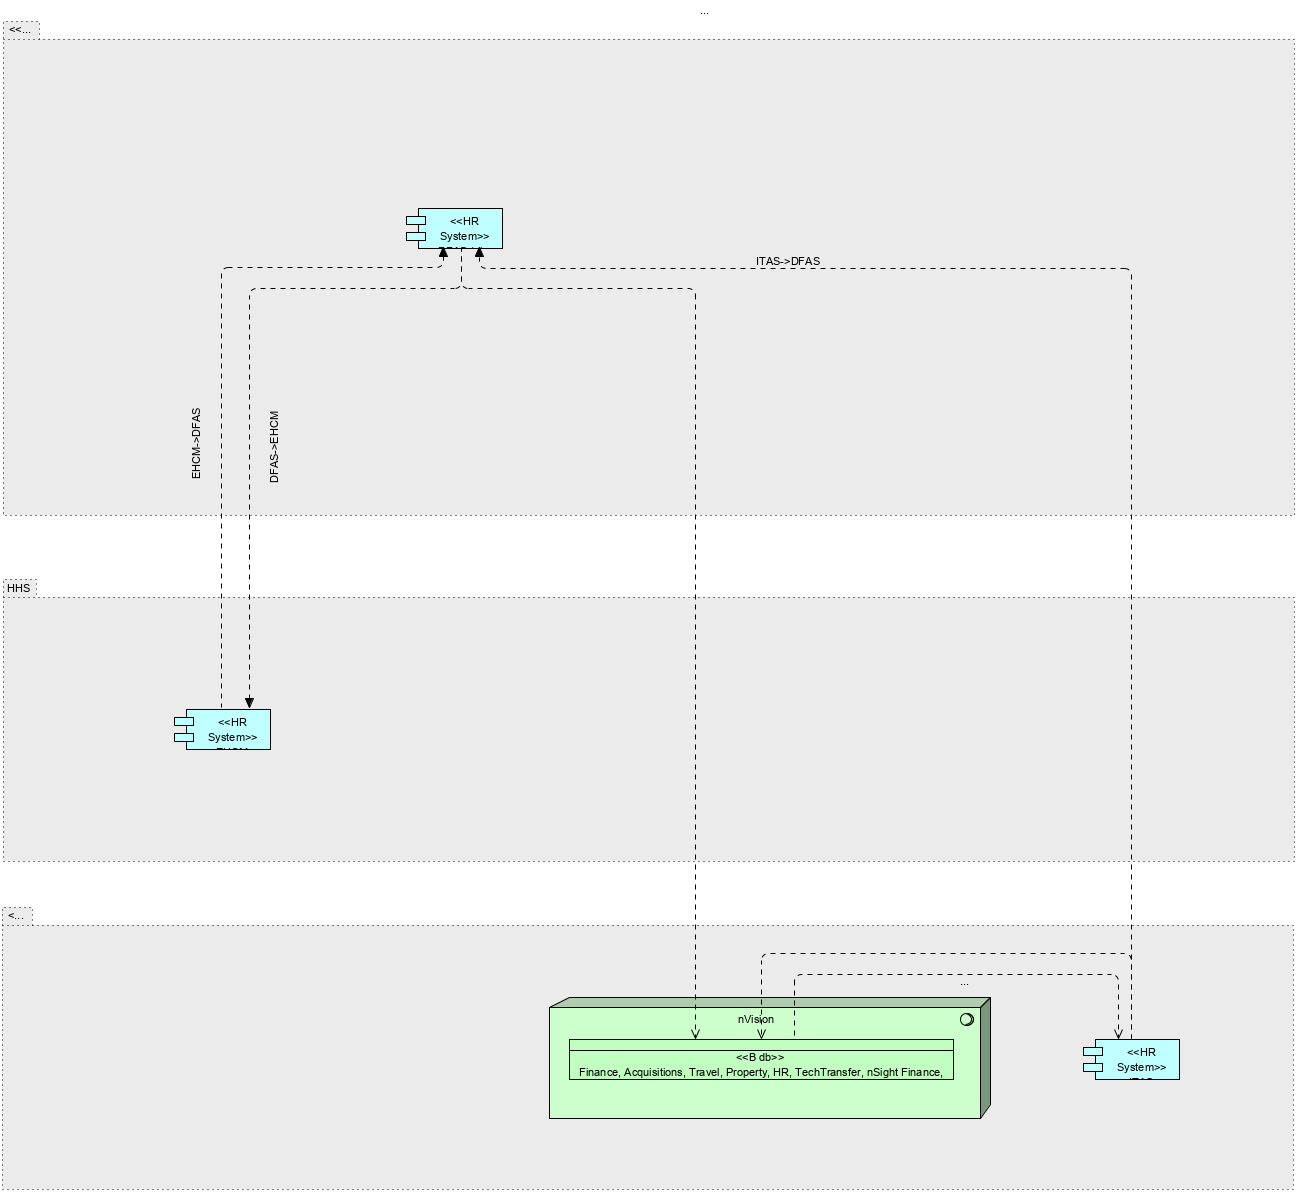 ...
<<...
<<HR
System>>
ITAS->DFAS
EHCM->DFAS
DFAS->EHCM
HHS
<<HR
System>>
<...
...
nVision
<<B db>>
Finance, Acquisitions, Travel, Property, HR, TechTransfer, nSight Finance,
<<HR
System>>